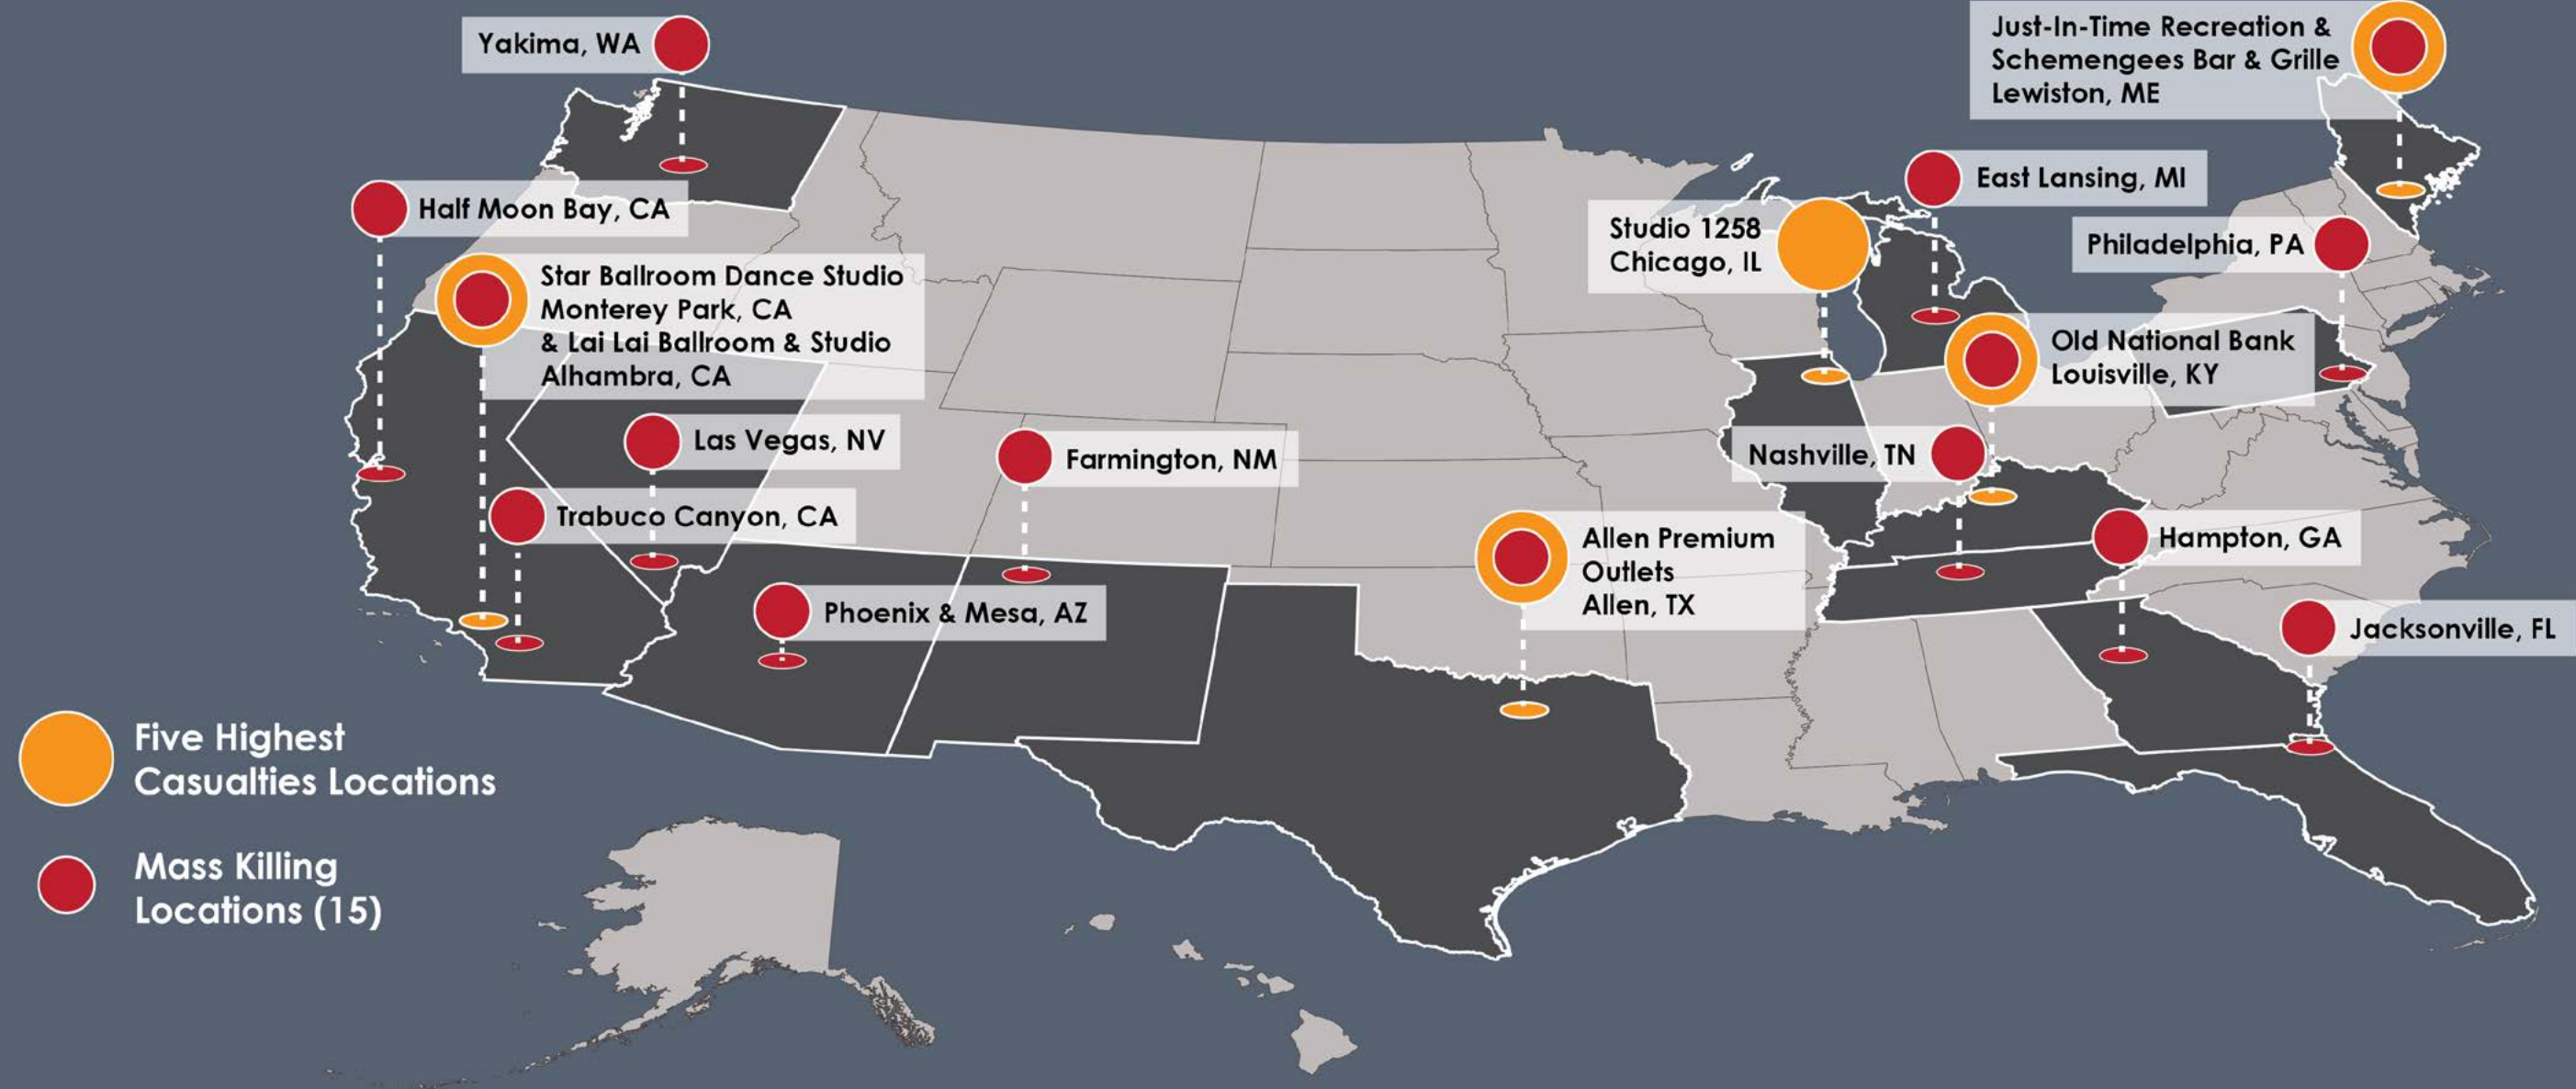 Yakima, WA
Just-In-Time Recreation &
Schemengees Bar & Grille
Lewiston, ME
Half Moon Bay, CA
East Lansing, MI
Studio 1258
Chicago, IL
Philadelphia, PA
Star Ballroom Dance Studio
Monterey Park, CA
& Lai Lai Ballroom & Studio
Alhambra, CA
Old National Bank
Louisville, KY
Las Vegas, NV
Farmington, NM
Nashville, TN
Trabuco Canyon, CA
Allen Premium
Outlets
Allen, TX
Hampton, GA
Phoenix & Mesa, AZ
Jacksonville, FL
Five Highest
Casualties Locations
Mass Killing
Locations (15)